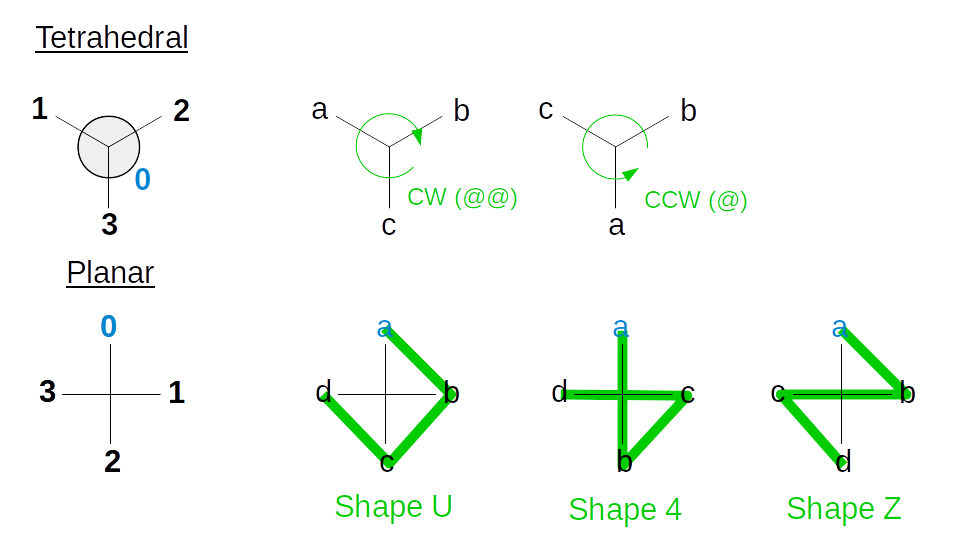 Tetrahedral
1 2 a b c b
0
CW (@@) CCW (@)
3 c a
Planar
0 a a a
3 1 d b d c c b
2 c b d
Shape U Shape 4 Shape Z